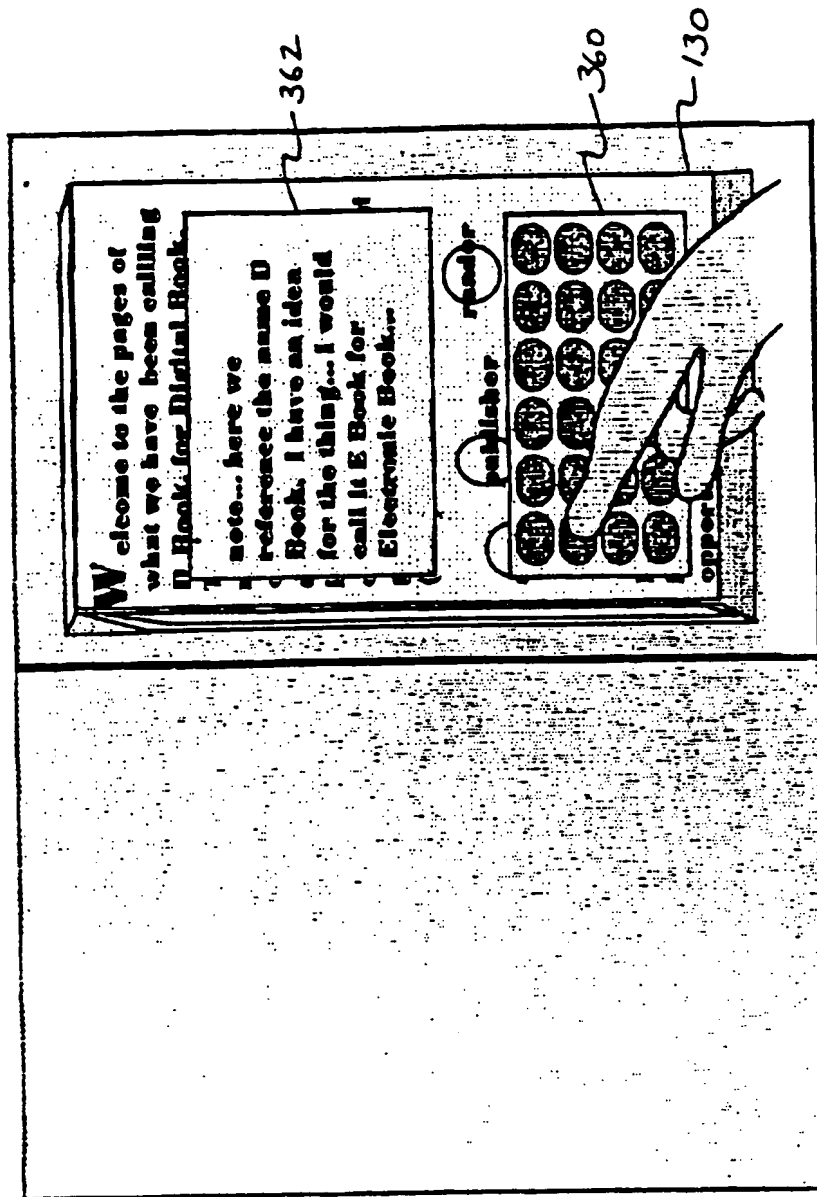 Welcome to the pages of
what we have been callling
D Book, for Digital Book.
note... here we
reference the name D
Book. I have an idea
for the thing... I would
call it E Book for
Electronic Book...
publisher
reader
opper
362
360
130